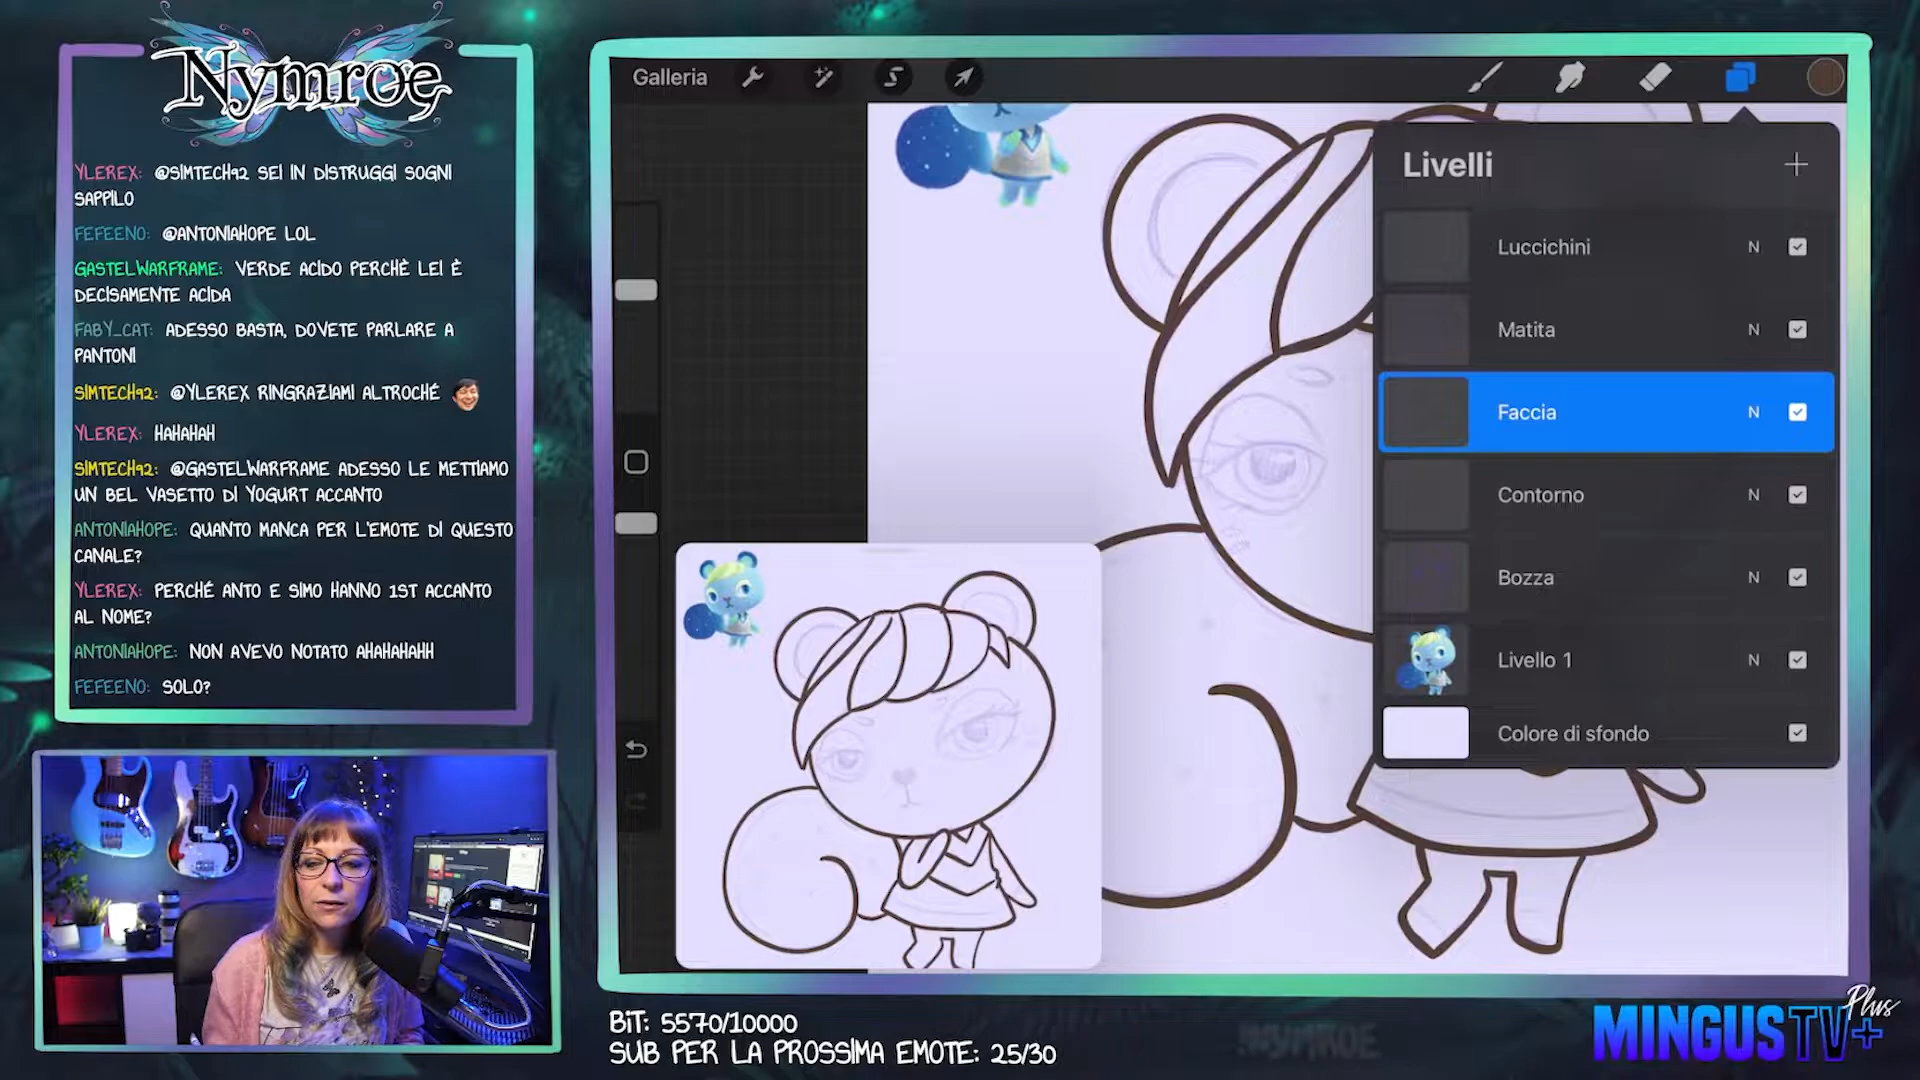 Nymroe
YLEREX: @SIMTECH92 SEI IN DISTRUGGI SOGNI
SAPPILO
FEFEENO: @ANTONIAHOPE LOL
GASTELWARFRAME: VERDE ACIDO PERCHÈ LEI È
DECISAMENTE ACIDA
FABY_CAT: ADESSO BASTA, DOVETE PARLARE A
PANTONI
SIMTECH92: @YLEREX RINGRAZIAMI ALTROCHÉ
YLEREX: HAHAHAH
SIMTECH92: @GASTELWARFRAME ADESSO LE METTIAMO
UN BEL VASETTO DI YOGURT ACCANTO
ANTONIAHOPE: QUANTO MANCA PER L'EMOTE DI QUESTO
CANALE?
YLEREX: PERCHÉ ANTO E SIMO HANNO 1ST ACCANTO
AL NOME?
ANTONIAHOPE: NON AVEVO NOTATO AHAHAHAHH
FEFEENO: SOLO?
Galleria
Livelli
Luccichini N
Matita N
Faccia N
Contorno N
Bozza N
Livello 1 N
Colore di sfondo
BIT: 5570/10000
SUB PER LA PROSSIMA EMOTE: 25/30
!NYMROE
MINGUSTV+ Plus